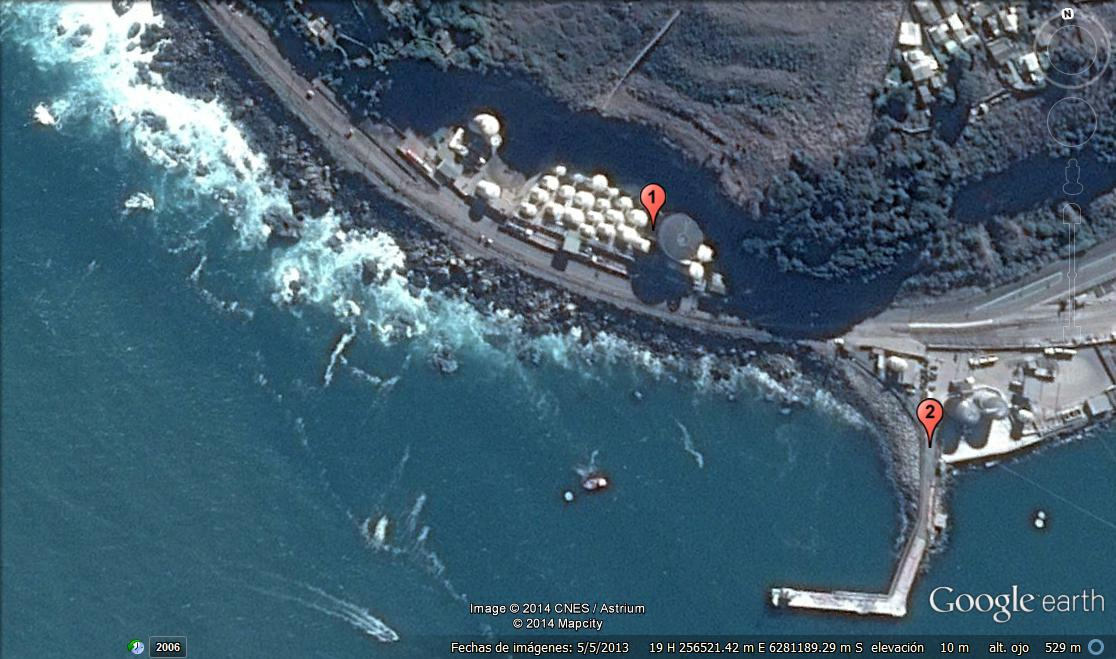 N
1
2
Google earth
Image © 2014 CNES / Astrium
© 2014 Mapcity
2006
Fechas de imágenes: 5/5/2013 19 H 256521.42 m E 6281189.29 m S elevación 10 m alt. ojo 529 m